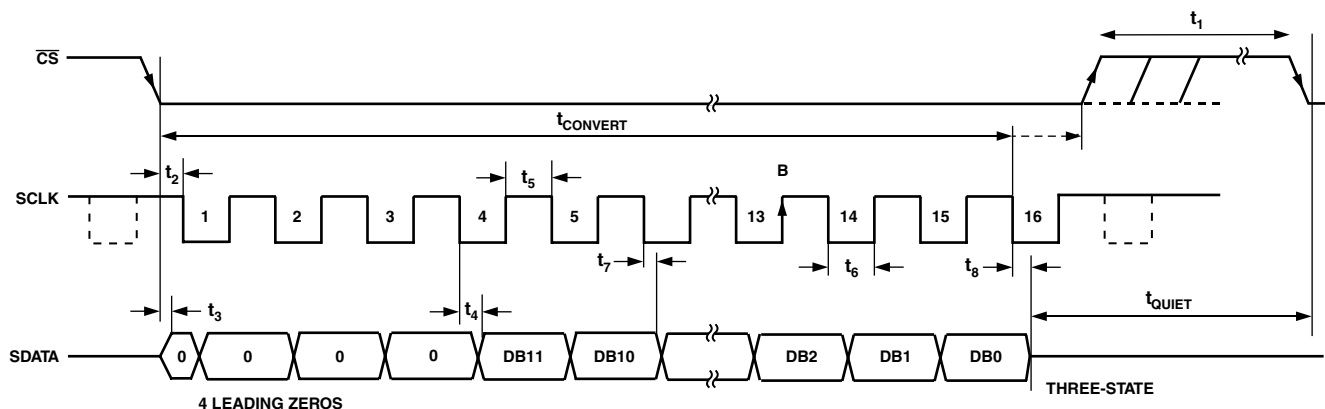 t1
CS
tCONVERT
t2
t5
B
SCLK
1 2 3 4 5 13 14 15 16
t7
t6
t8
t3
t4
tQUIET
SDATA
0 0 0 0 DB11 DB10 DB2 DB1 DB0
THREE-STATE
4 LEADING ZEROS